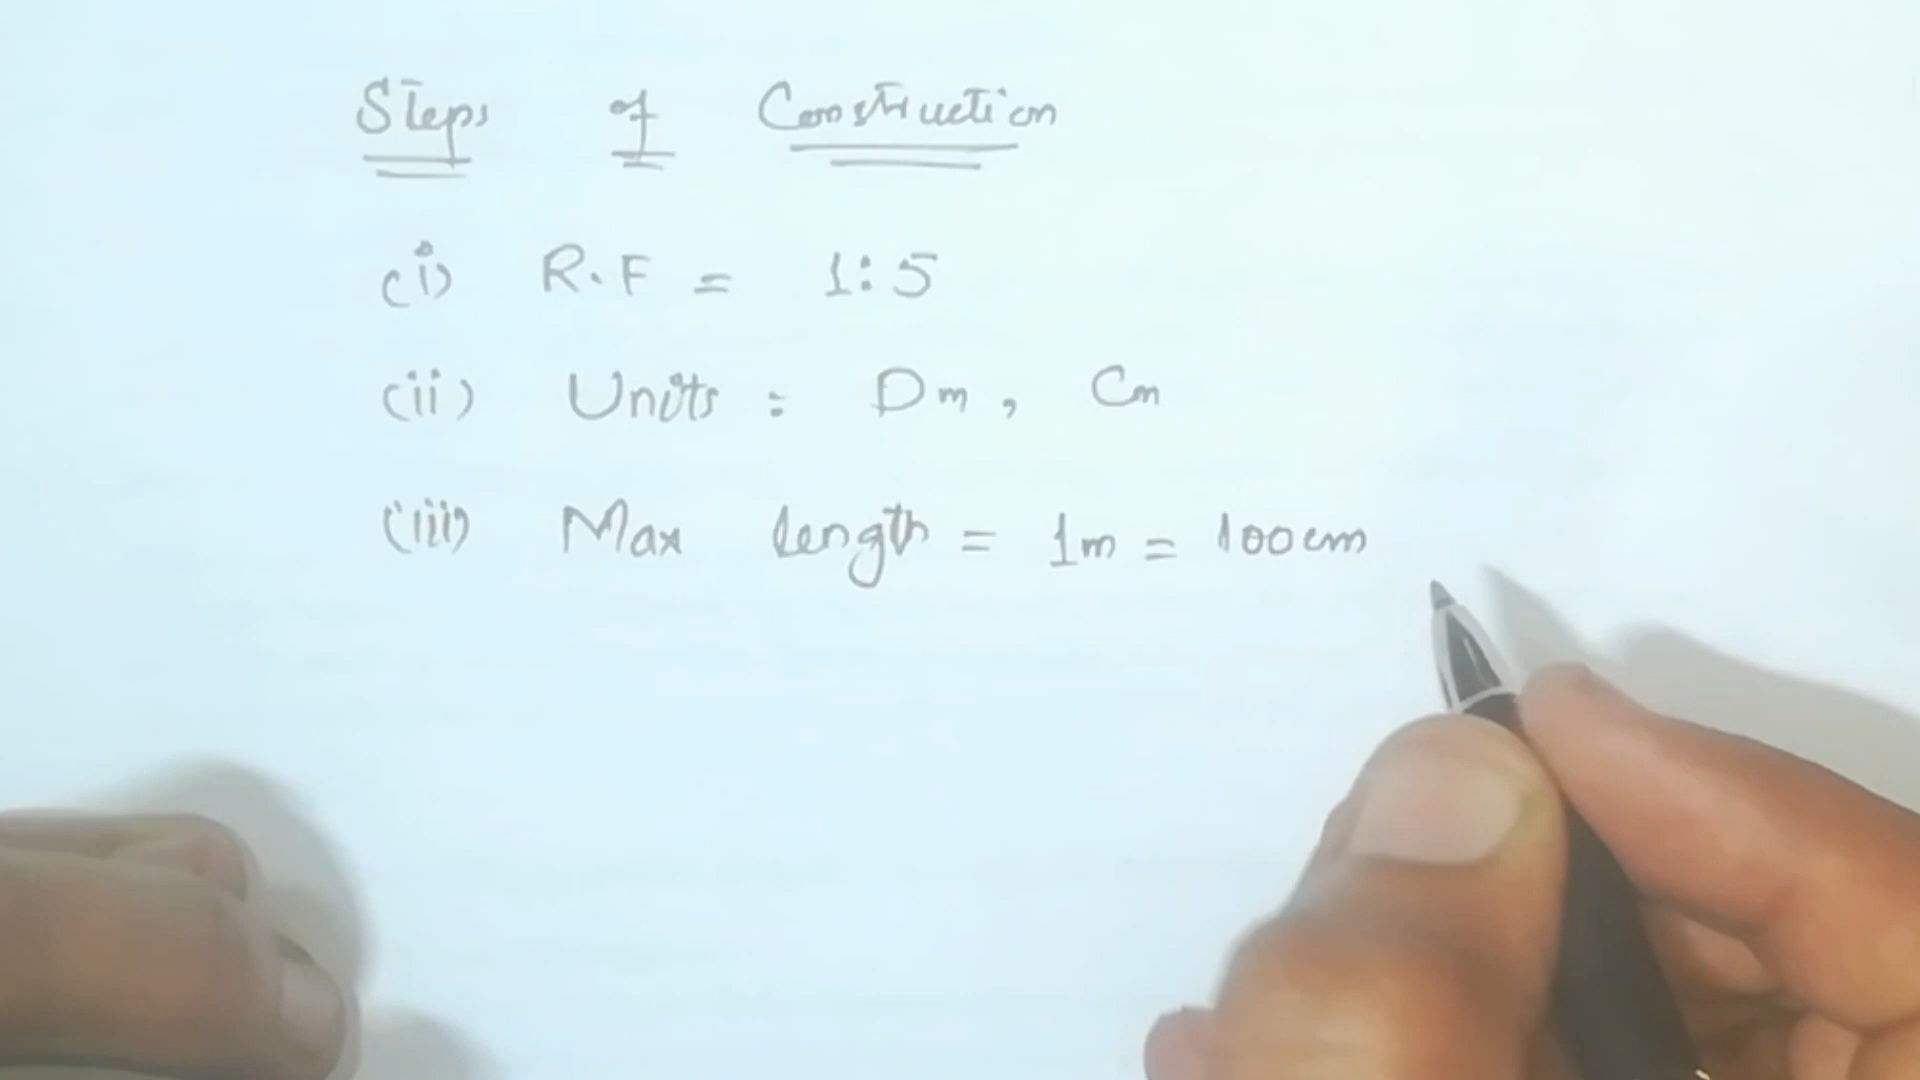 Steps of Construction
(i) R.F = 1:5
(ii) Units : Dm, Cm
(iii) Max length = 1m = 100cm